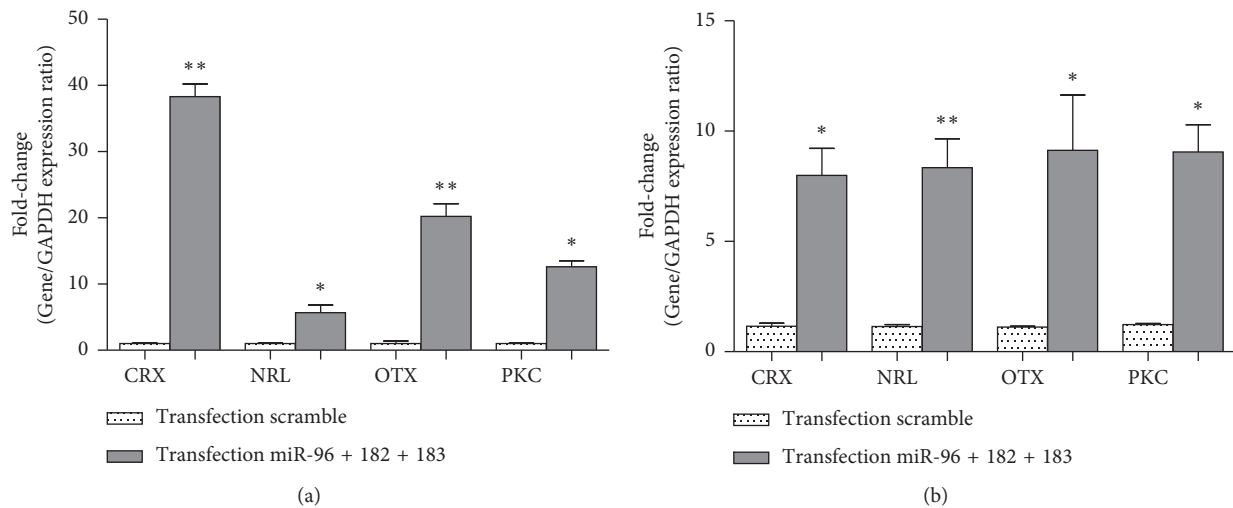 Fold-change
(Gene/GAPDH expression ratio)
50
40
30
20
10
0
**
*
**
*
CRX
NRL
OTX
PKC
Transfection scramble
Transfection miR-96 + 182 + 183
(a)
Fold-change
(Gene/GAPDH expression ratio)
15
10
5
0
*
**
*
*
CRX
NRL
OTX
PKC
Transfection scramble
Transfection miR-96 + 182 + 183
(b)